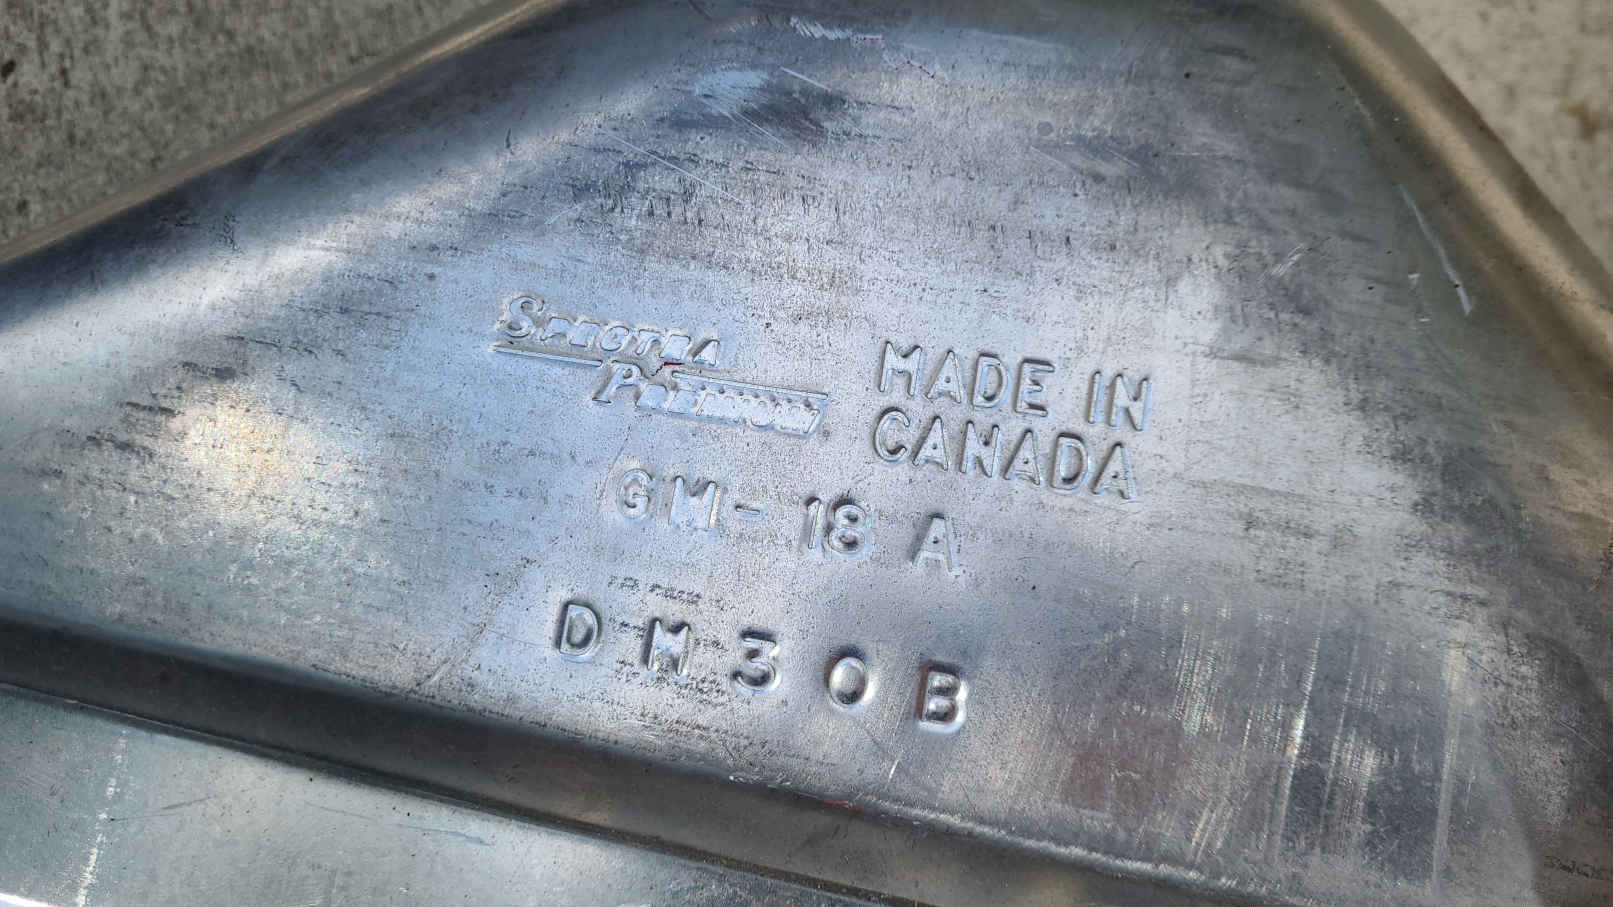 SPECTRA
PREMIUM
MADE IN
CANADA
GM-18 A
DM30B